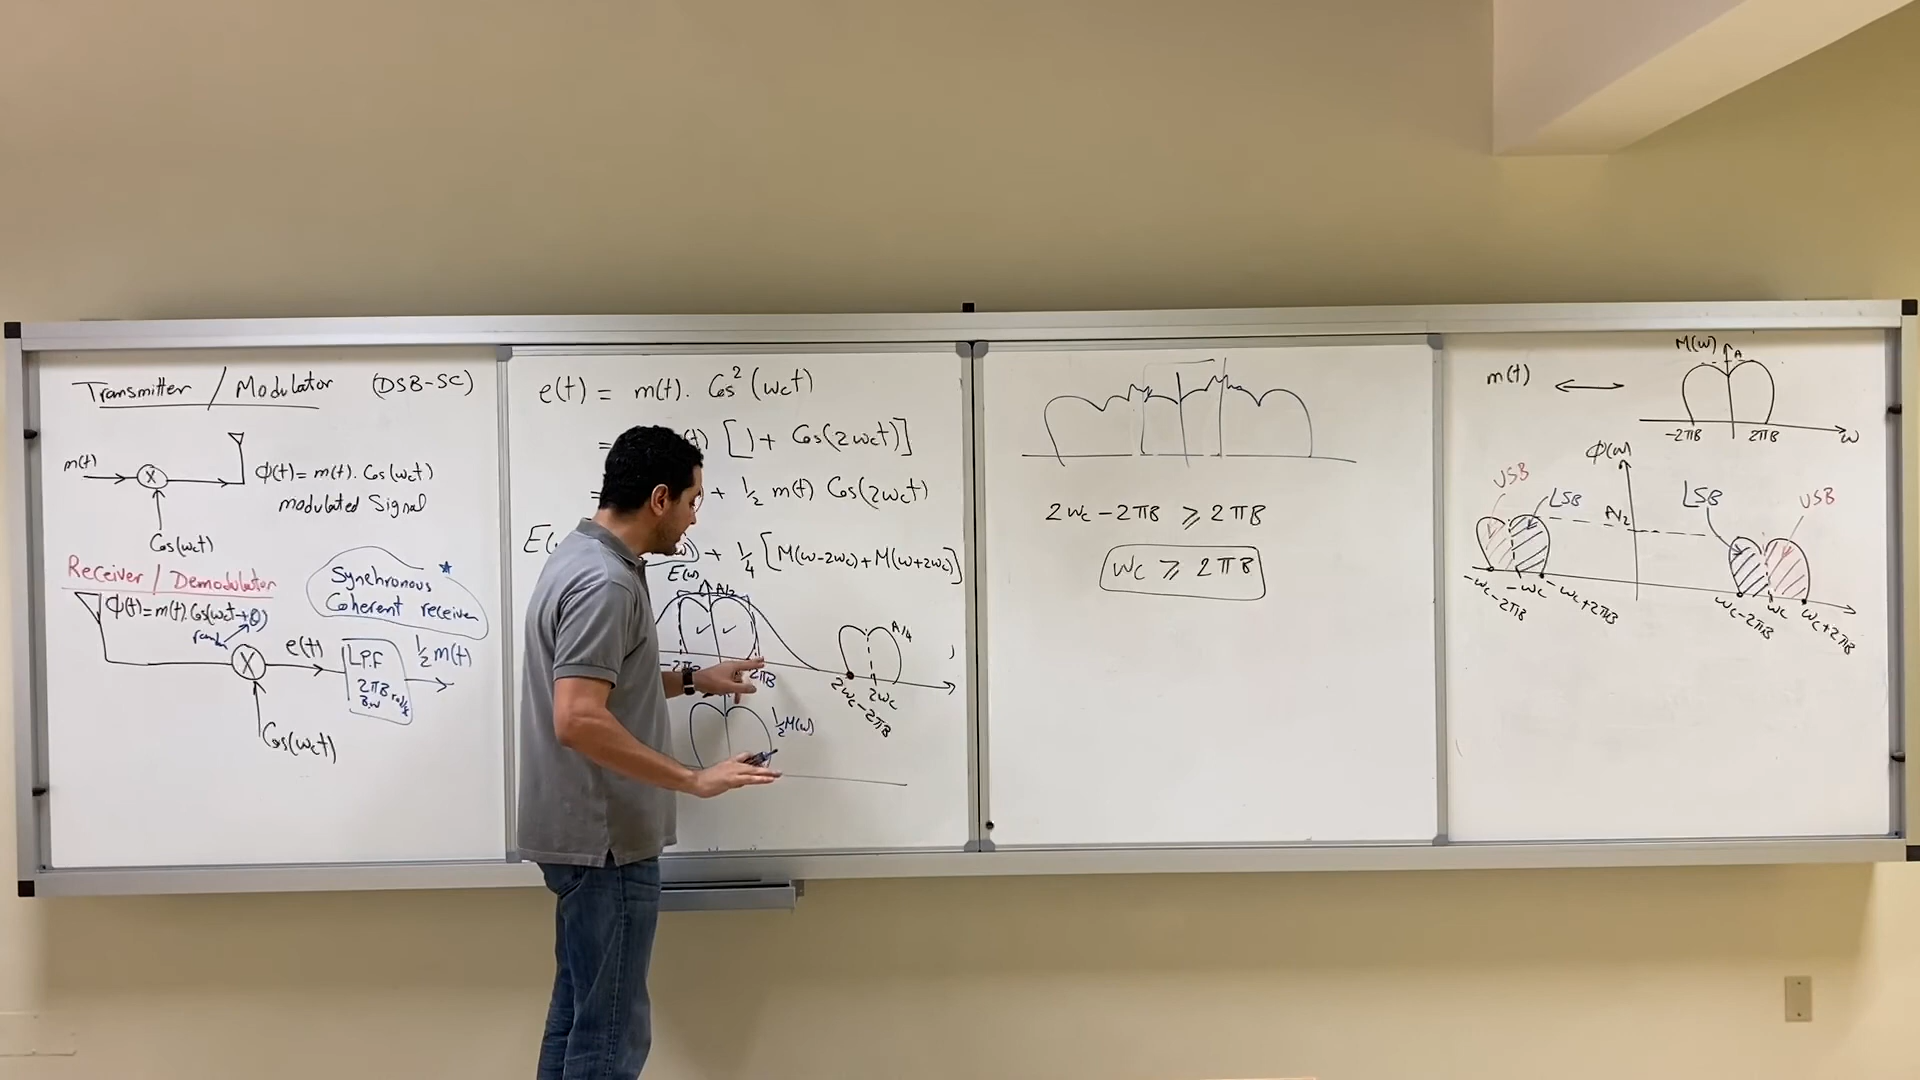 Transmitter / Modulator (DSB-SC)
m(t)
X
φ(t) = m(t). Cos(ωct)
modulated Signal
Cos(ωct)
Receiver / Demodulator
φ(t) = m(t). Cos(ωct+θ)
Synchronous
Coherent receiver
X
e(t)
L.P.F
2πB
B.W
1/2 m(t)
Cos(ωct)
e(t) = m(t). Cos²(ωct)
[1 + Cos(2ωct)]
+ 1/2 m(t) Cos(2ωct)
+ 1/4 [M(ω-2ωc) + M(ω+2ωc)]
E(ω)
A/2
-2πB
2πB
A/4
2ωc-2πB
2ωc
1/2 M(ω)
2ωc - 2πB ≥ 2πB
ωc ≥ 2πB
m(t)
M(ω)
A
-2πB
2πB
ω
φ(ω)
USB
LSB
A/2
LSB
USB
-ωc-2πB
-ωc
-ωc+2πB
ωc-2πB
ωc
ωc+2πB